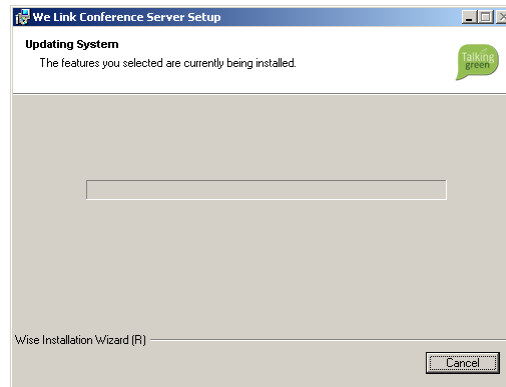 We Link Conference Server Setup
Updating System
The features you selected are currently being installed.
Talking
green
Wise Installation Wizard (R)
Cancel